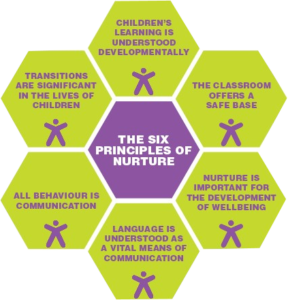 CHILDREN'S
LEARNING IS
UNDERSTOOD
DEVELOPMENTALLY
TRANSITIONS
ARE SIGNIFICANT
IN THE LIVES OF
CHILDREN
THE CLASSROOM
OFFERS A
SAFE BASE
THE SIX
PRINCIPLES OF
NURTURE
ALL BEHAVIOUR IS
COMMUNICATION
NURTURE IS
IMPORTANT FOR
THE DEVELOPMENT
OF WELLBEING
LANGUAGE IS
UNDERSTOOD AS
A VITAL MEANS OF
COMMUNICATION